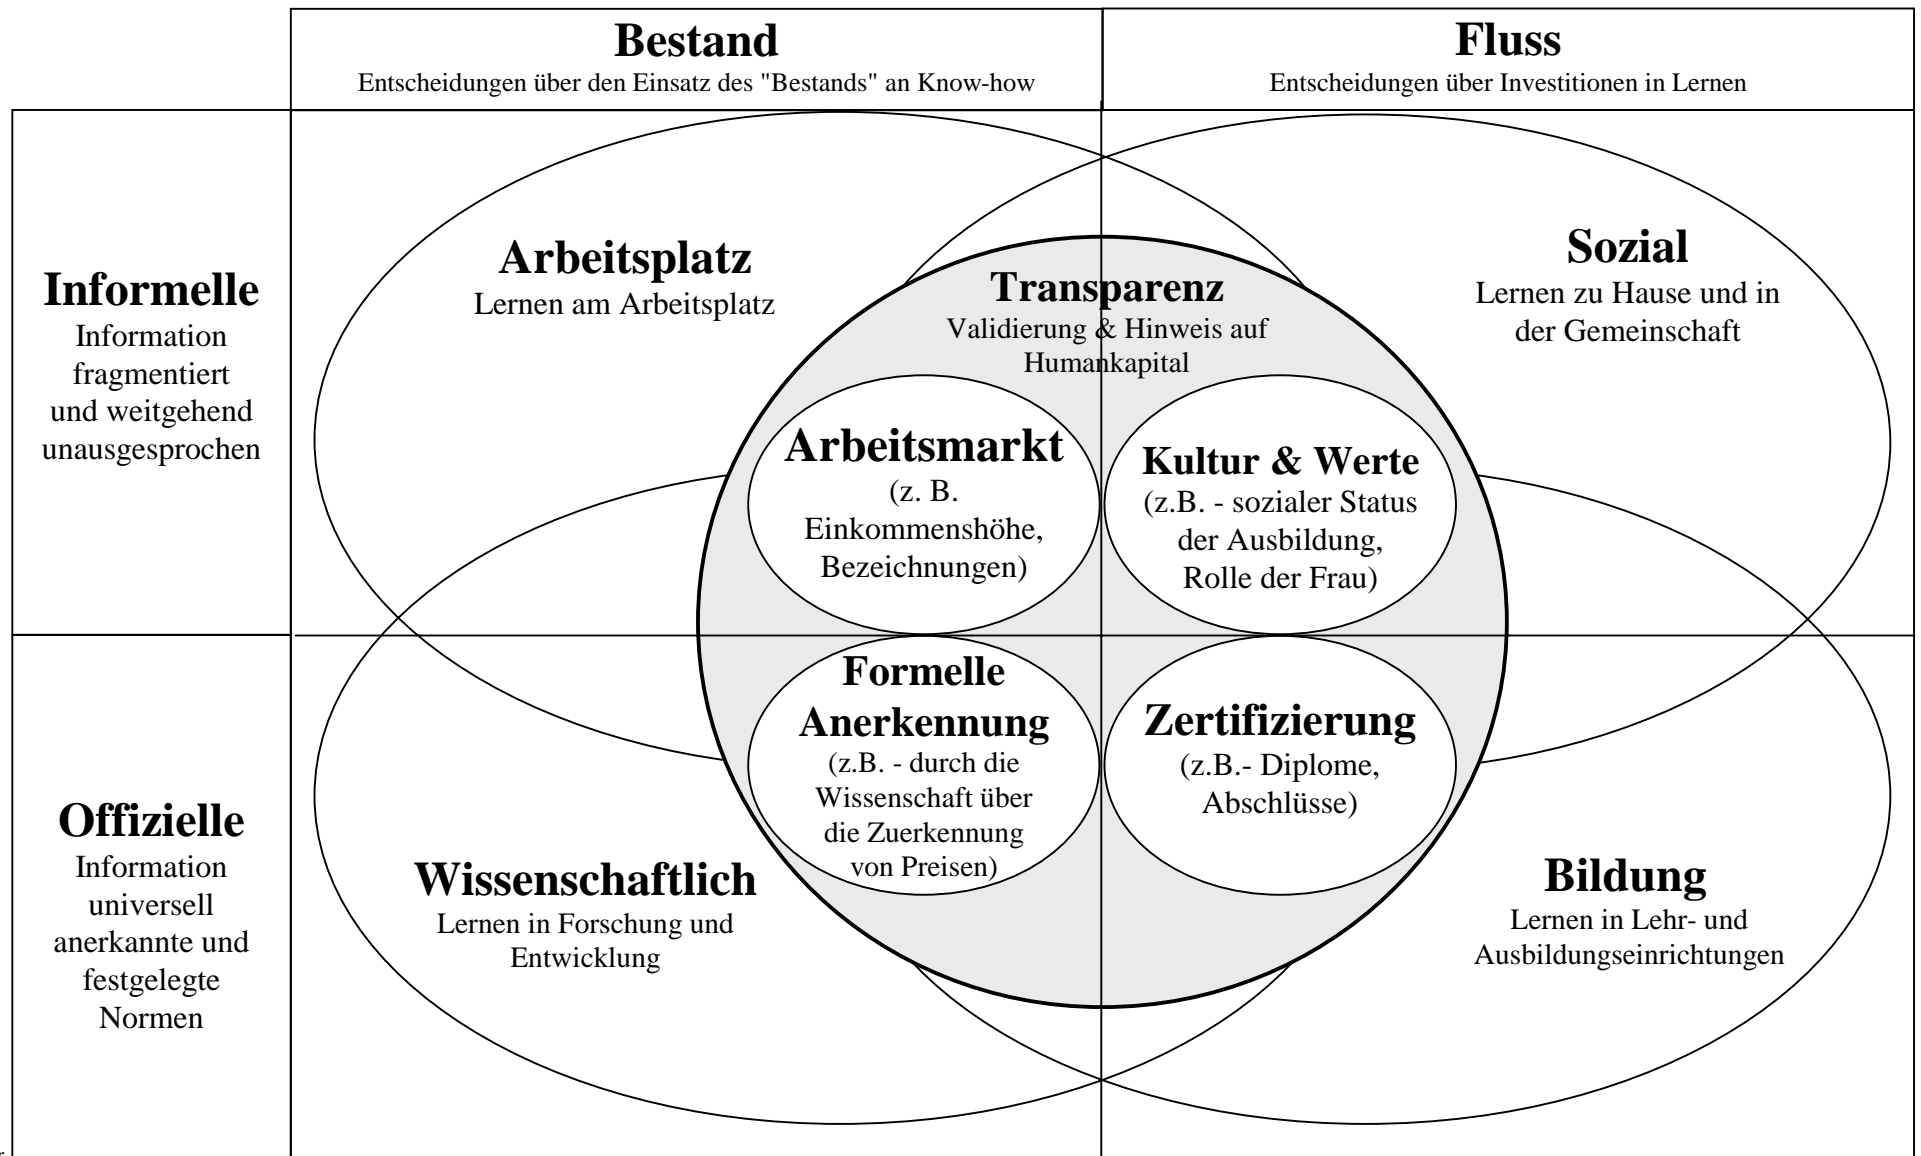 Bestand
Entscheidungen über den Einsatz des "Bestands" an Know-how
Fluss
Entscheidungen über Investitionen in Lernen
Informelle
Information
fragmentiert
und weitgehend
unausgesprochen
Arbeitsplatz
Lernen am Arbeitsplatz
Sozial
Lernen zu Hause und in
der Gemeinschaft
Transparenz
Validierung & Hinweis auf
Humankapital
Arbeitsmarkt
(z. B.
Einkommenshöhe,
Bezeichnungen)
Kultur & Werte
(z.B. - sozialer Status
der Ausbildung,
Rolle der Frau)
Offizielle
Information
universell
anerkannte und
festgelegte
Normen
Formelle
Anerkennung
(z.B. - durch die
Wissenschaft über
die Zuerkennung
von Preisen)
Zertifizierung
(z.B.- Diplome,
Abschlüsse)
Wissenschaftlich
Lernen in Forschung und
Entwicklung
Bildung
Lernen in Lehr- und
Ausbildungseinrichtungen